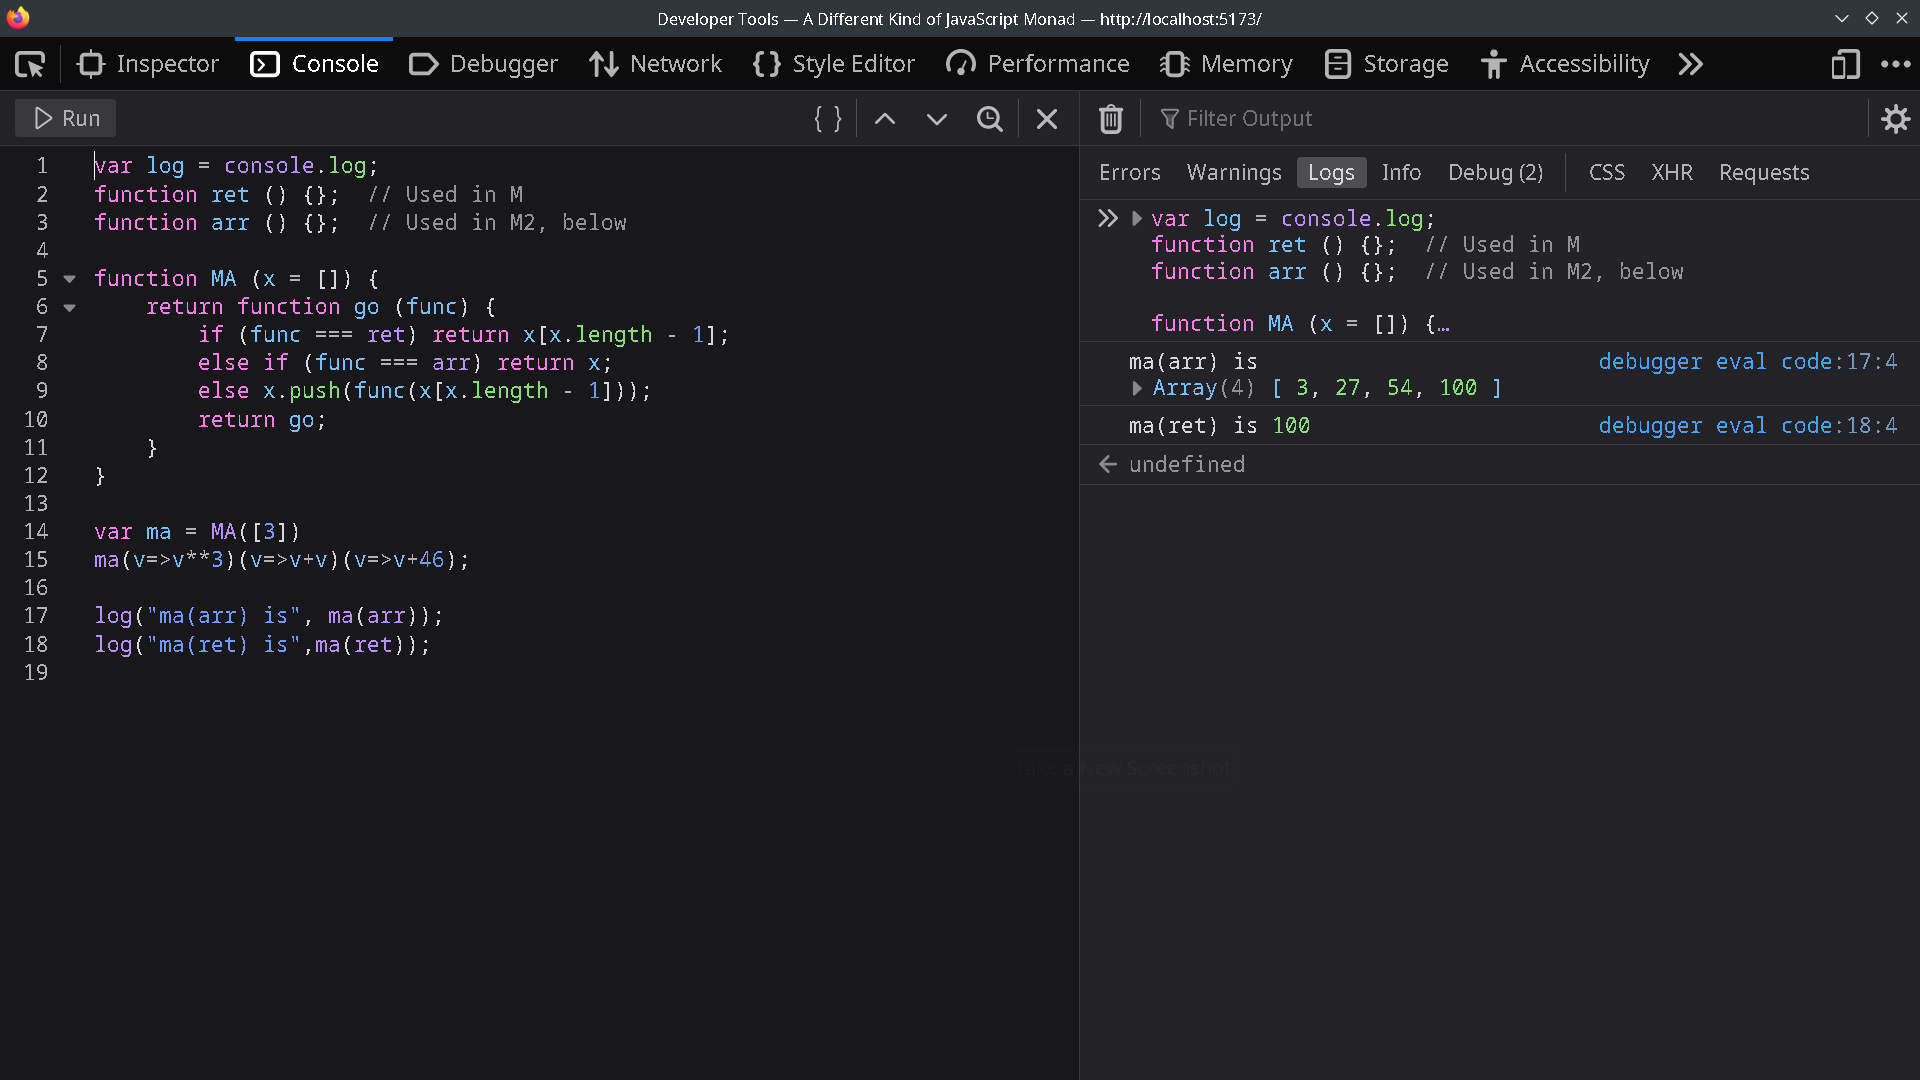 Developer Tools — A Different Kind of JavaScript Monad — http://localhost:5173/
Inspector Console Debugger Network Style Editor Performance Memory Storage Accessibility
Run
1 var log = console.log;
2 function ret () {};  // Used in M
3 function arr () {};  // Used in M2, below
4
5 function MA (x = []) {
6     return function go (func) {
7         if (func === ret) return x[x.length - 1];
8         else if (func === arr) return x;
9         else x.push(func(x[x.length - 1]));
10         return go;
11     }
12 }
13
14 var ma = MA([3])
15 ma(v=>v**3)(v=>v+v)(v=>v+46);
16
17 log("ma(arr) is", ma(arr));
18 log("ma(ret) is",ma(ret));
19
Filter Output
Errors Warnings Logs Info Debug (2) CSS XHR Requests
var log = console.log;
function ret () {};  // Used in M
function arr () {};  // Used in M2, below
function MA (x = []) {…
ma(arr) is debugger eval code:17:4
Array(4) [ 3, 27, 54, 100 ]
ma(ret) is 100 debugger eval code:18:4
undefined
Take a New Screenshot